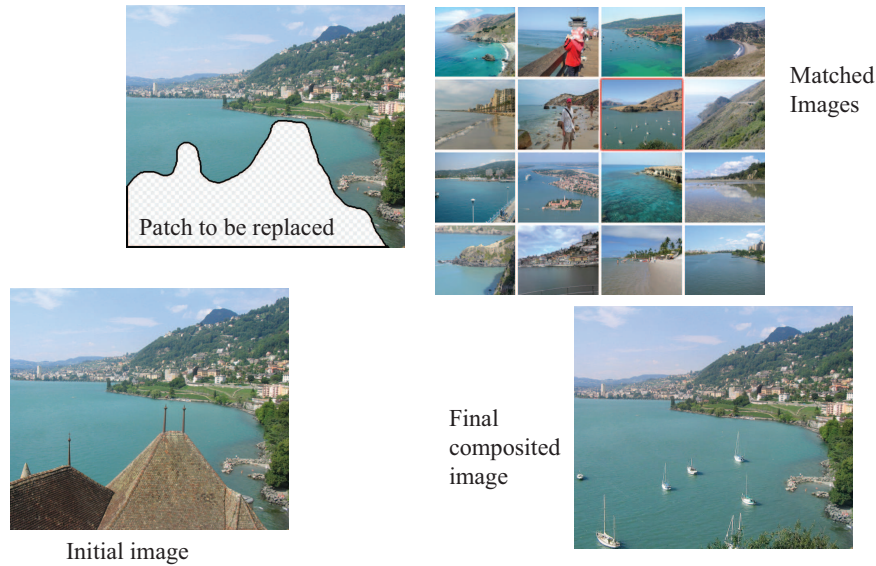 Patch to be replaced
Matched
Images
Initial image
Final
composited
image